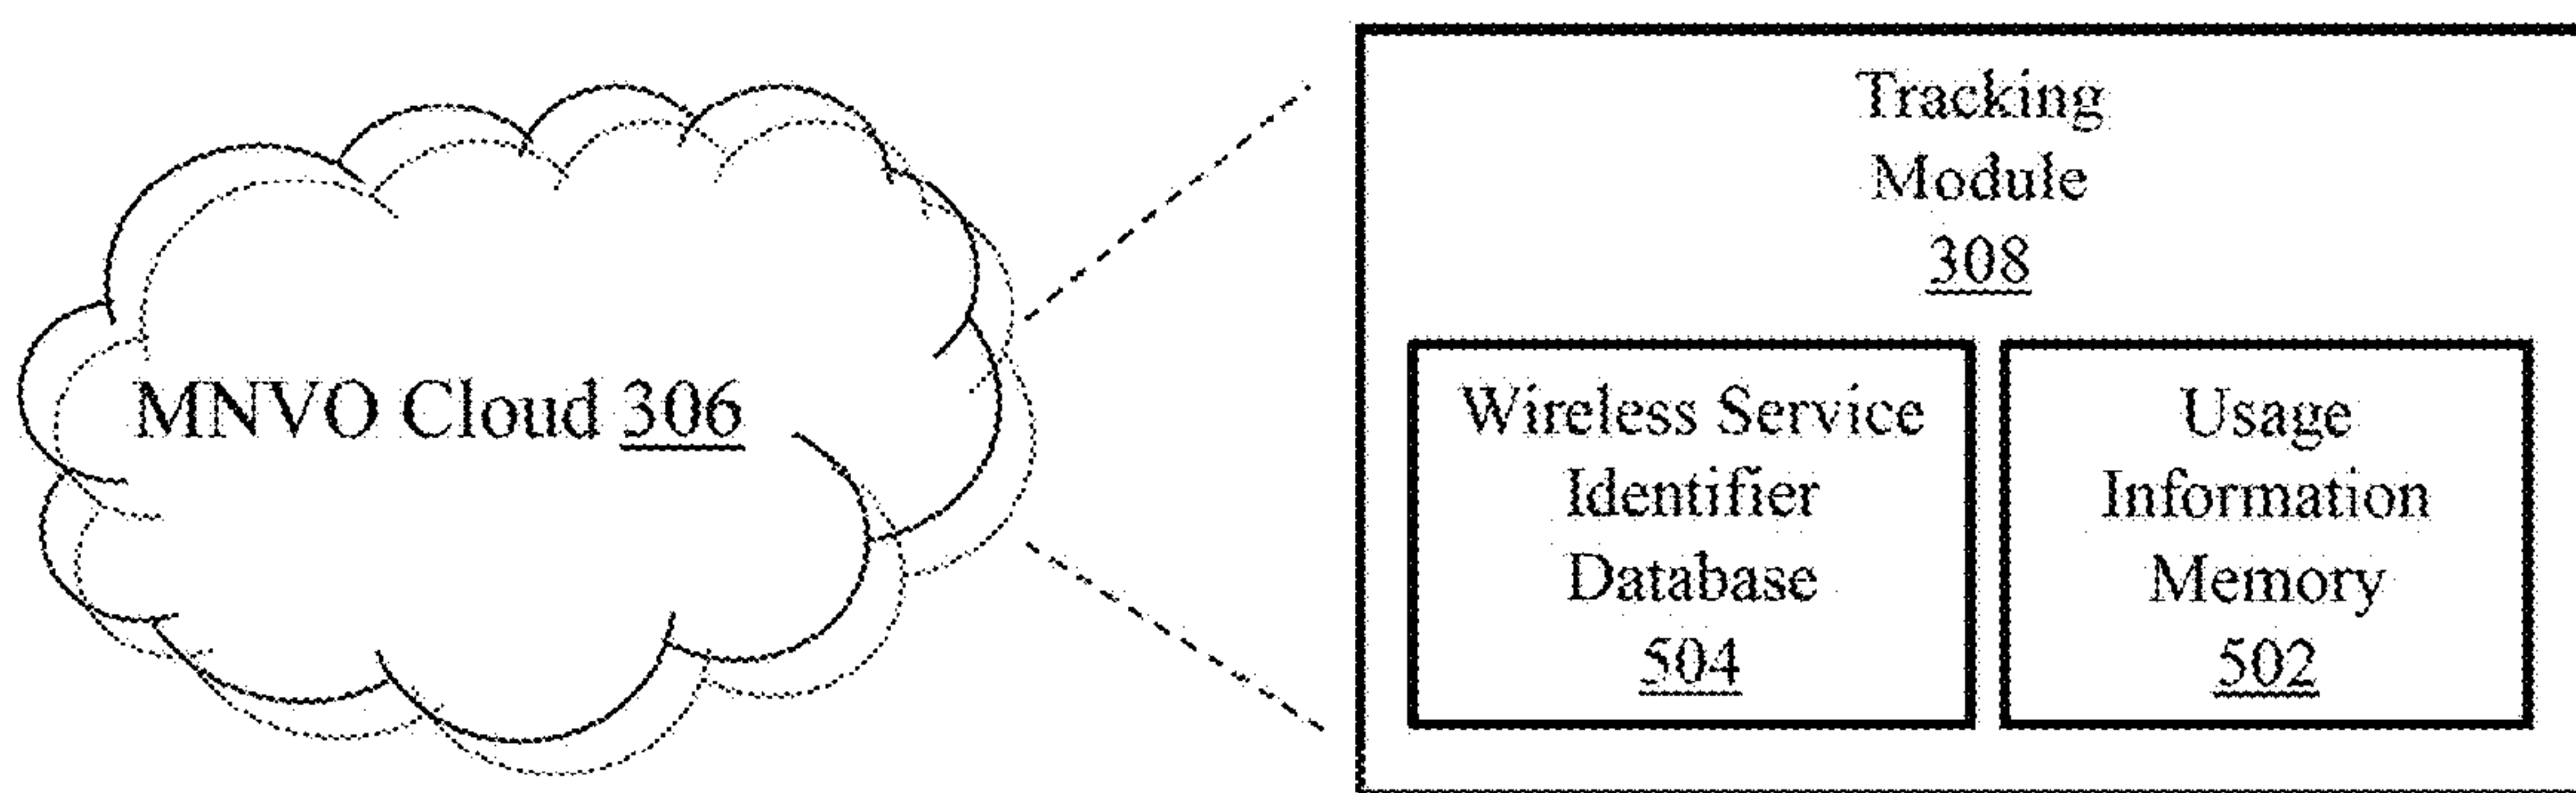 MNVO Cloud 306
Tracking
Module
308
Wireless Service
Identifier
Database
504
Usage
Information
Memory
502